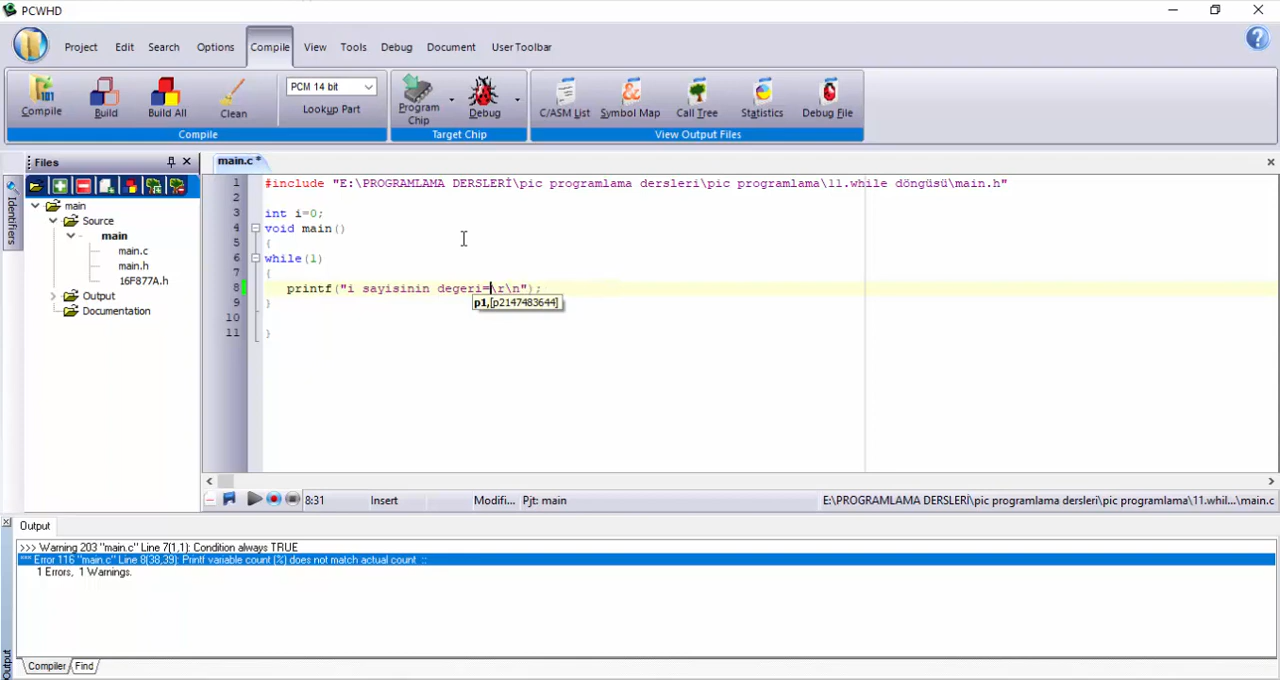 PCWHD
Project Edit Search Options Compile View Tools Debug Document User Toolbar
Compile Build Build All Clean PCM 14 bit Lookup Part Program Chip Debug C/ASM List Symbol Map Call Tree Statistics Debug File
Compile Target Chip View Output Files
Files
main.c *
Identifiers
main
Source
main
main.c
main.h
16F877A.h
Output
Documentation
1 #include "E:\PROGRAMLAMA DERSLERİ\pic programlama dersleri\pic programlama\11.while döngüsü\main.h"
2
3 int i=0;
4 void main()
5 {
6 while(1)
7 {
8 printf("i sayisinin degeri=\r\n");
p1,[p2147483644]
9 }
10
11 }
8:31 Insert Modifi... Pjt: main E:\PROGRAMLAMA DERSLERİ\pic programlama dersleri\pic programlama\11.whil...\main.c
Output
>>> Warning 203 "main.c" Line 7(1,1): Condition always TRUE
*** Error 116 "main.c" Line 8(38,39): Printf variable count (%) does not match actual count ::
1 Errors, 1 Warnings.
Output
Compiler Find